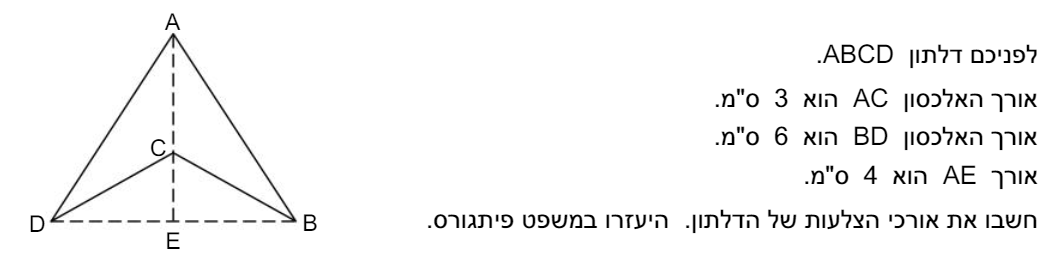 A
C
D
B
E
לפניכם דלתון ABCD.
אורך האלכסון AC הוא 3 ס"מ.
אורך האלכסון BD הוא 6 ס"מ.
אורך AE הוא 4 ס"מ.
חשבו את אורכי הצלעות של הדלתון. היעזרו במשפט פיתגורס.